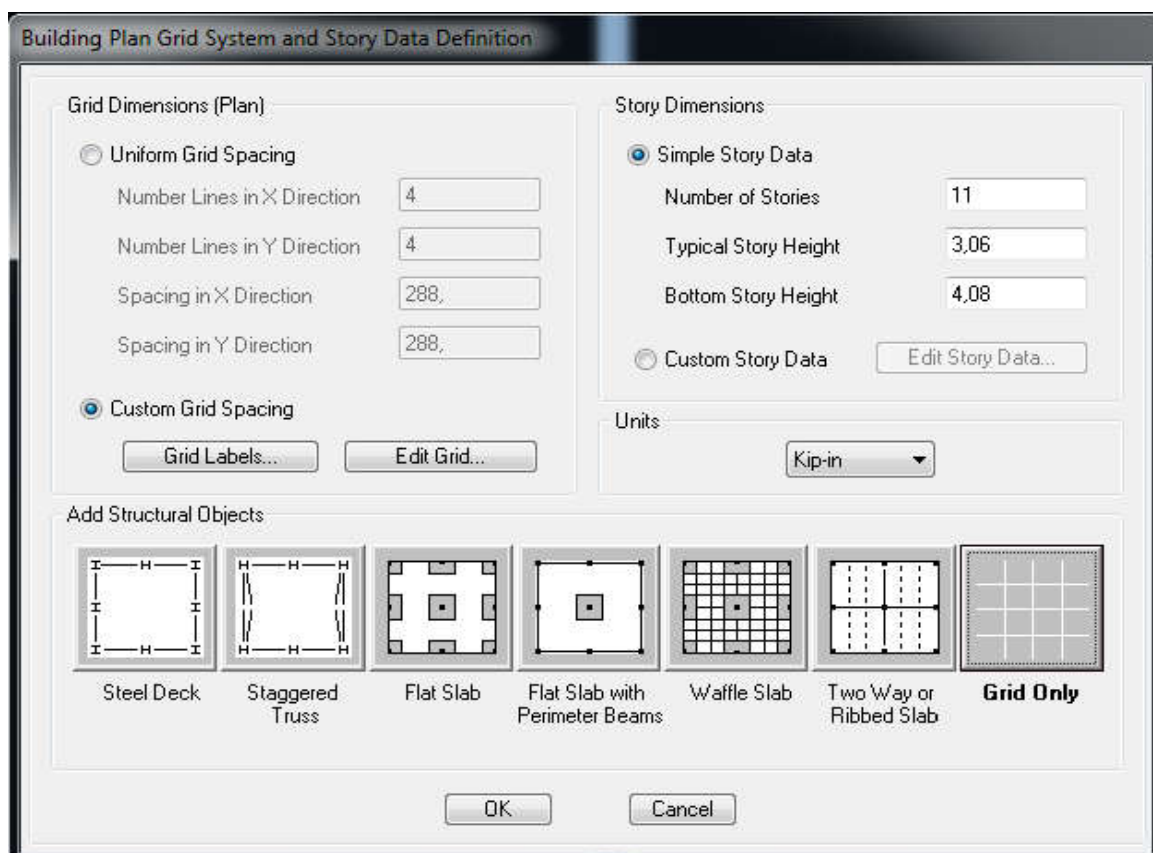 Building Plan Grid System and Story Data Definition
Grid Dimensions (Plan)
Uniform Grid Spacing
Number Lines in X Direction 4
Number Lines in Y Direction 4
Spacing in X Direction 288,
Spacing in Y Direction 288,
Custom Grid Spacing
Grid Labels... Edit Grid...
Story Dimensions
Simple Story Data
Number of Stories 11
Typical Story Height 3,06
Bottom Story Height 4,08
Custom Story Data Edit Story Data...
Units
Kip-in
Add Structural Objects
Steel Deck
Staggered
Truss
Flat Slab
Flat Slab with
Perimeter Beams
Waffle Slab
Two Way or
Ribbed Slab
Grid Only
OK Cancel